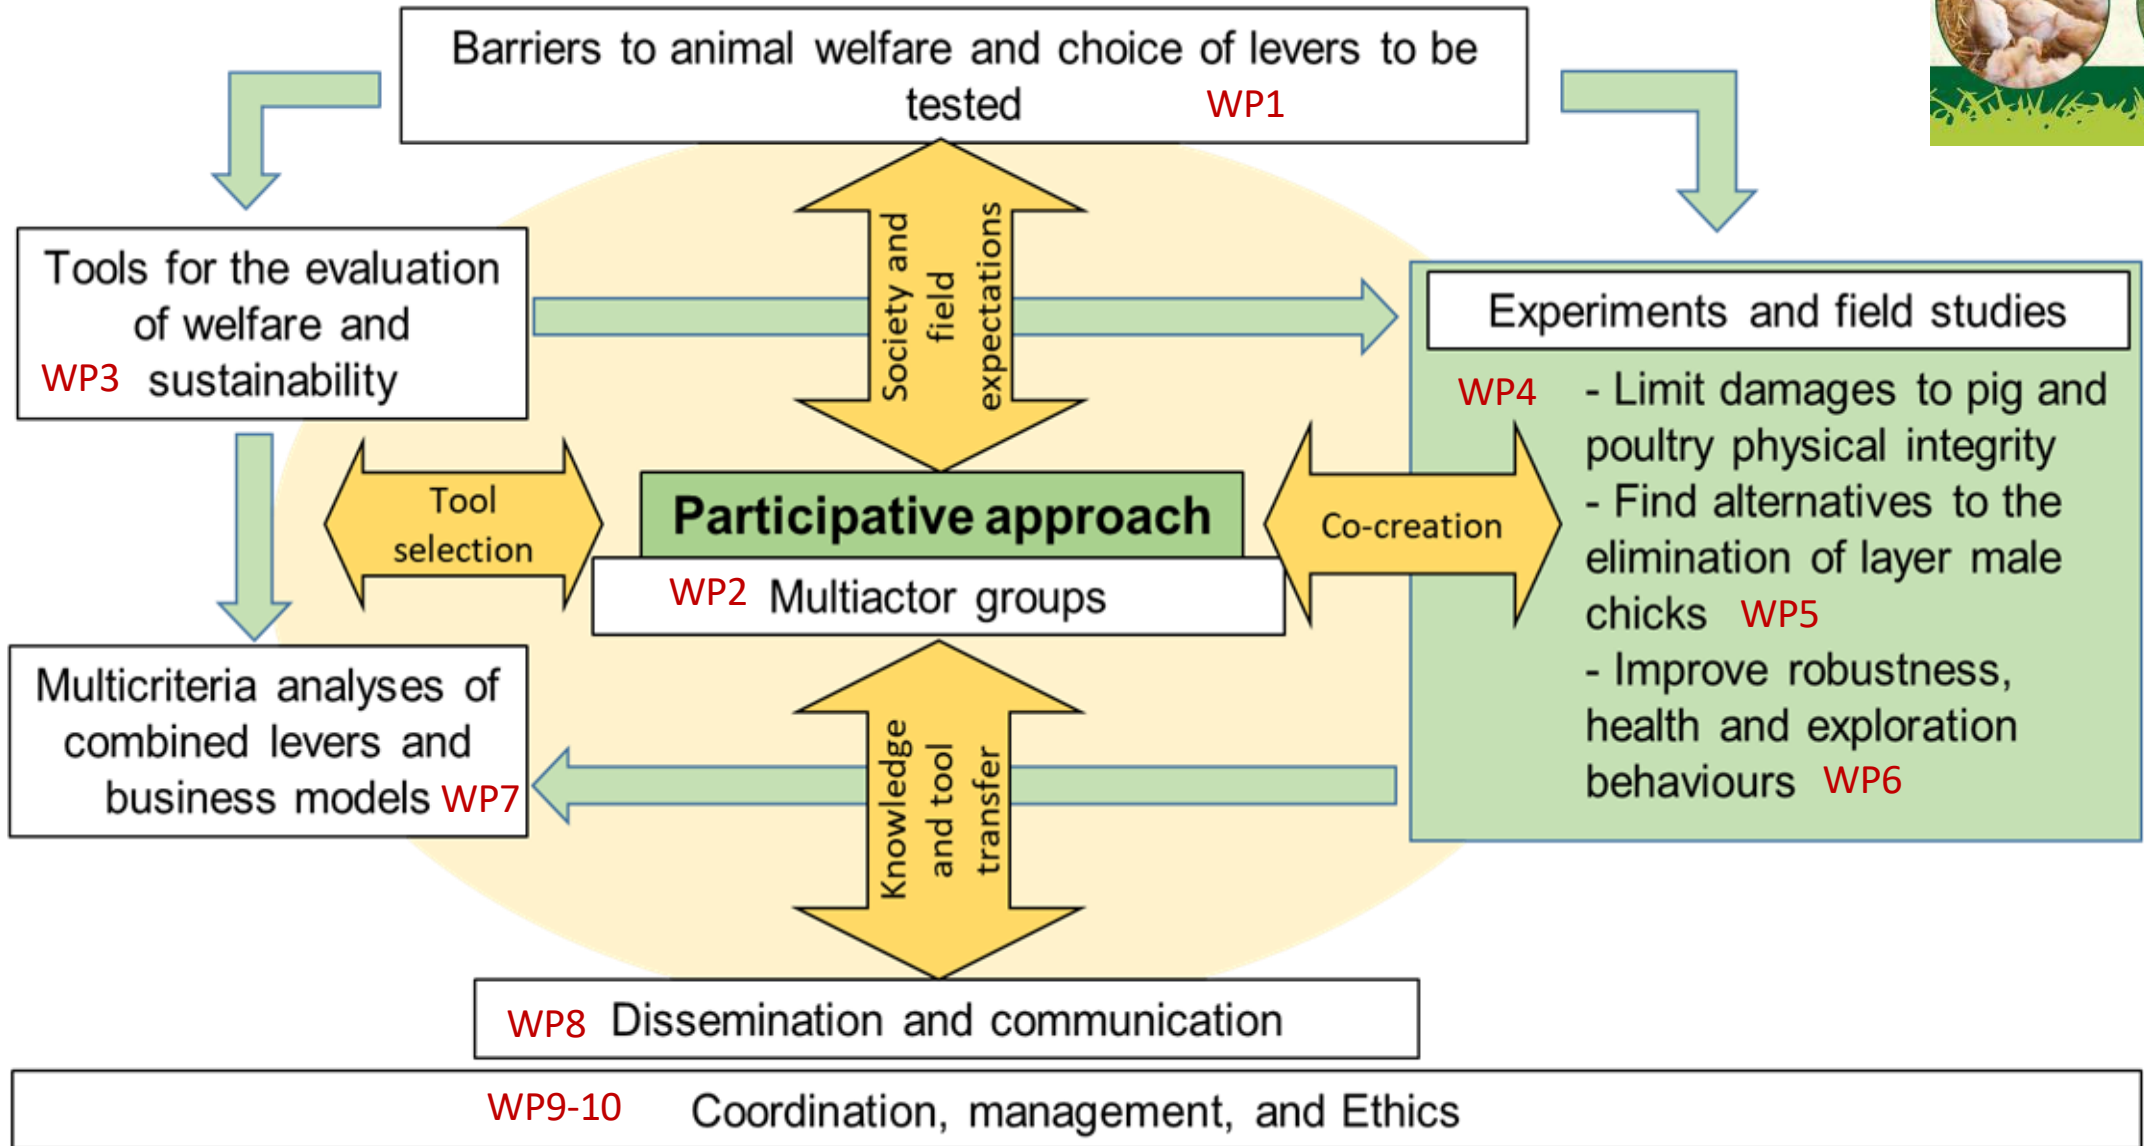 Barriers to animal welfare and choice of levers to be
tested WP1
Society and
field
expectations
Tools for the evaluation
of welfare and
WP3 sustainability
Experiments and field studies
WP4 - Limit damages to pig and
poultry physical integrity
- Find alternatives to the
elimination of layer male
chicks WP5
- Improve robustness,
health and exploration
behaviours WP6
Tool
selection
Participative approach
WP2 Multiactor groups
Co-creation
Multicriteria analyses of
combined levers and
business models WP7
Knowledge
and tool
transfer
WP8 Dissemination and communication
WP9-10 Coordination, management, and Ethics